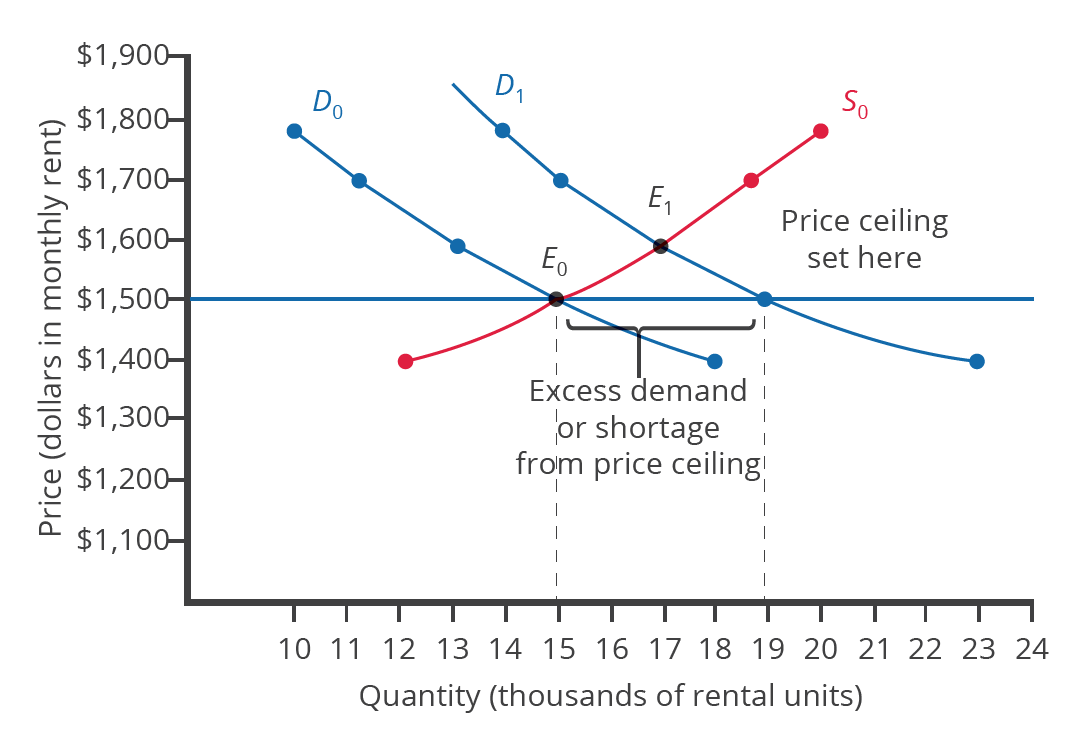 Price (dollars in monthly rent)
$1,900
$1,800
$1,700
$1,600
$1,500
$1,400
$1,300
$1,200
$1,100
D0
D1
S0
E1
E0
Price ceiling
set here
Excess demand
or shortage
from price ceiling
10 11 12 13 14 15 16 17 18 19 20 21 22 23 24
Quantity (thousands of rental units)